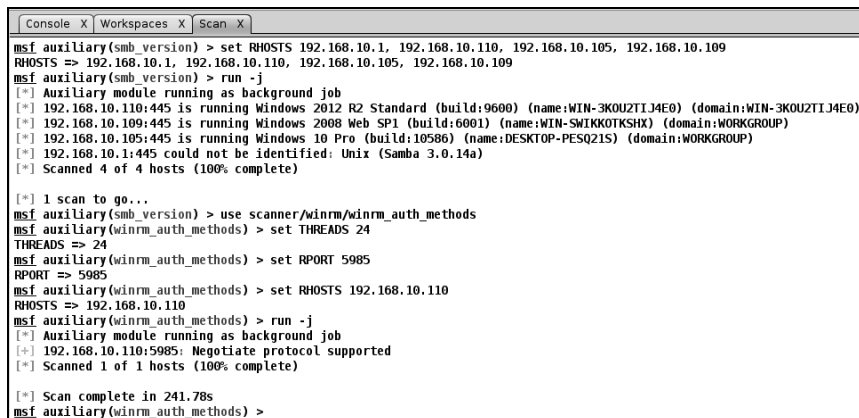 Console X Workspaces X Scan X
msf auxiliary(smb_version) > set RHOSTS 192.168.10.1, 192.168.10.110, 192.168.10.105, 192.168.10.109
RHOSTS => 192.168.10.1, 192.168.10.110, 192.168.10.105, 192.168.10.109
msf auxiliary(smb_version) > run -j
[*] Auxiliary module running as background job
[*] 192.168.10.110:445 is running Windows 2012 R2 Standard (build:9600) (name:WIN-3KOU2TIJ4E0) (domain:WIN-3KOU2TIJ4E0)
[*] 192.168.10.109:445 is running Windows 2008 Web SP1 (build:6001) (name:WIN-SWIKKOTKSHX) (domain:WORKGROUP)
[*] 192.168.10.105:445 is running Windows 10 Pro (build:10586) (name:DESKTOP-PESQ21S) (domain:WORKGROUP)
[*] 192.168.10.1:445 could not be identified: Unix (Samba 3.0.14a)
[*] Scanned 4 of 4 hosts (100% complete)
[*] 1 scan to go...
msf auxiliary(smb_version) > use scanner/winrm/winrm_auth_methods
msf auxiliary(winrm_auth_methods) > set THREADS 24
THREADS => 24
msf auxiliary(winrm_auth_methods) > set RPORT 5985
RPORT => 5985
msf auxiliary(winrm_auth_methods) > set RHOSTS 192.168.10.110
RHOSTS => 192.168.10.110
msf auxiliary(winrm_auth_methods) > run -j
[*] Auxiliary module running as background job
[+] 192.168.10.110:5985: Negotiate protocol supported
[*] Scanned 1 of 1 hosts (100% complete)
[*] Scan complete in 241.78s
msf auxiliary(winrm_auth_methods) >